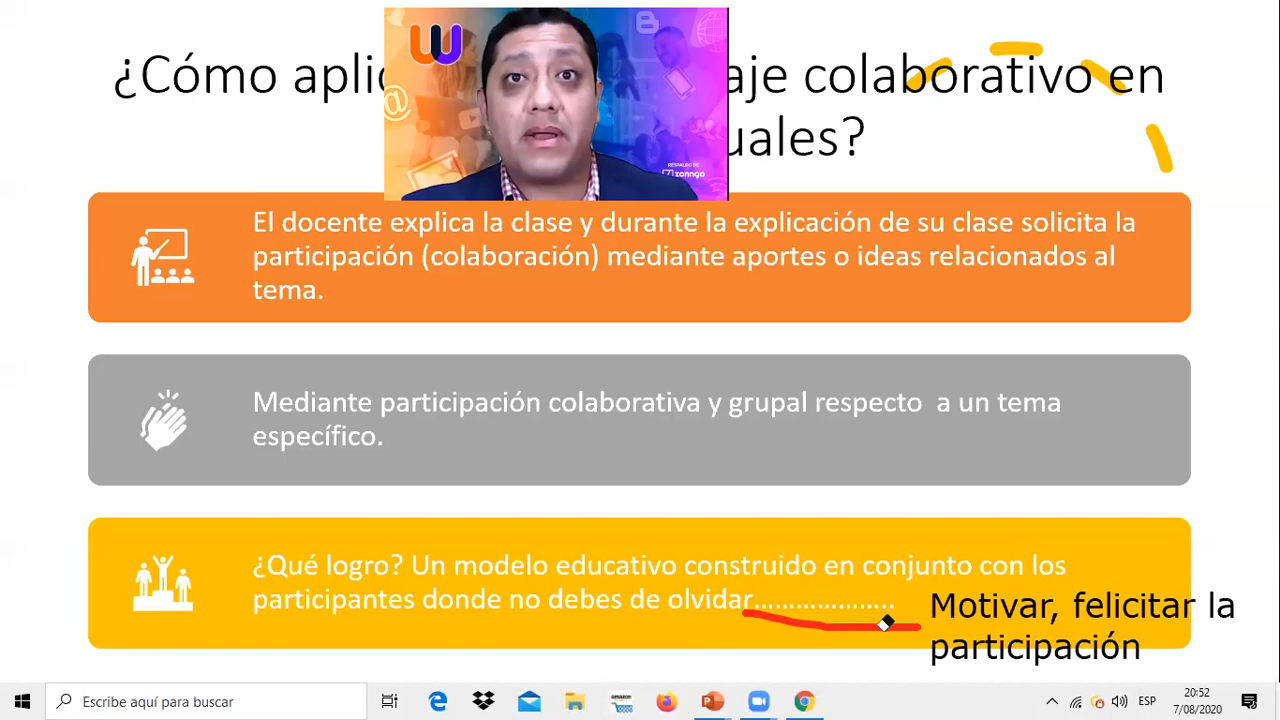 ¿Cómo aplic aje colaborativo en
uales?
RESPALDO DE
zonngo
El docente explica la clase y durante la explicación de su clase solicita la
participación (colaboración) mediante aportes o ideas relacionados al
tema.
Mediante participación colaborativa y grupal respecto a un tema
específico.
¿Qué logro? Un modelo educativo construido en conjunto con los
participantes donde no debes de olvidar………………..
Motivar, felicitar la
participación
Escribe aquí para buscar
ESP
20:52
7/08/2020